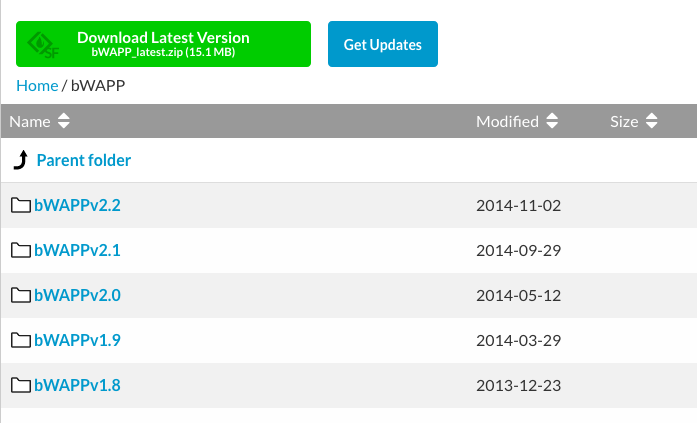 Download Latest Version
bWAPP_latest.zip (15.1 MB)
SF
Get Updates
Home / bWAPP
Name Modified Size
Parent folder
bWAPPv2.2 2014-11-02
bWAPPv2.1 2014-09-29
bWAPPv2.0 2014-05-12
bWAPPv1.9 2014-03-29
bWAPPv1.8 2013-12-23